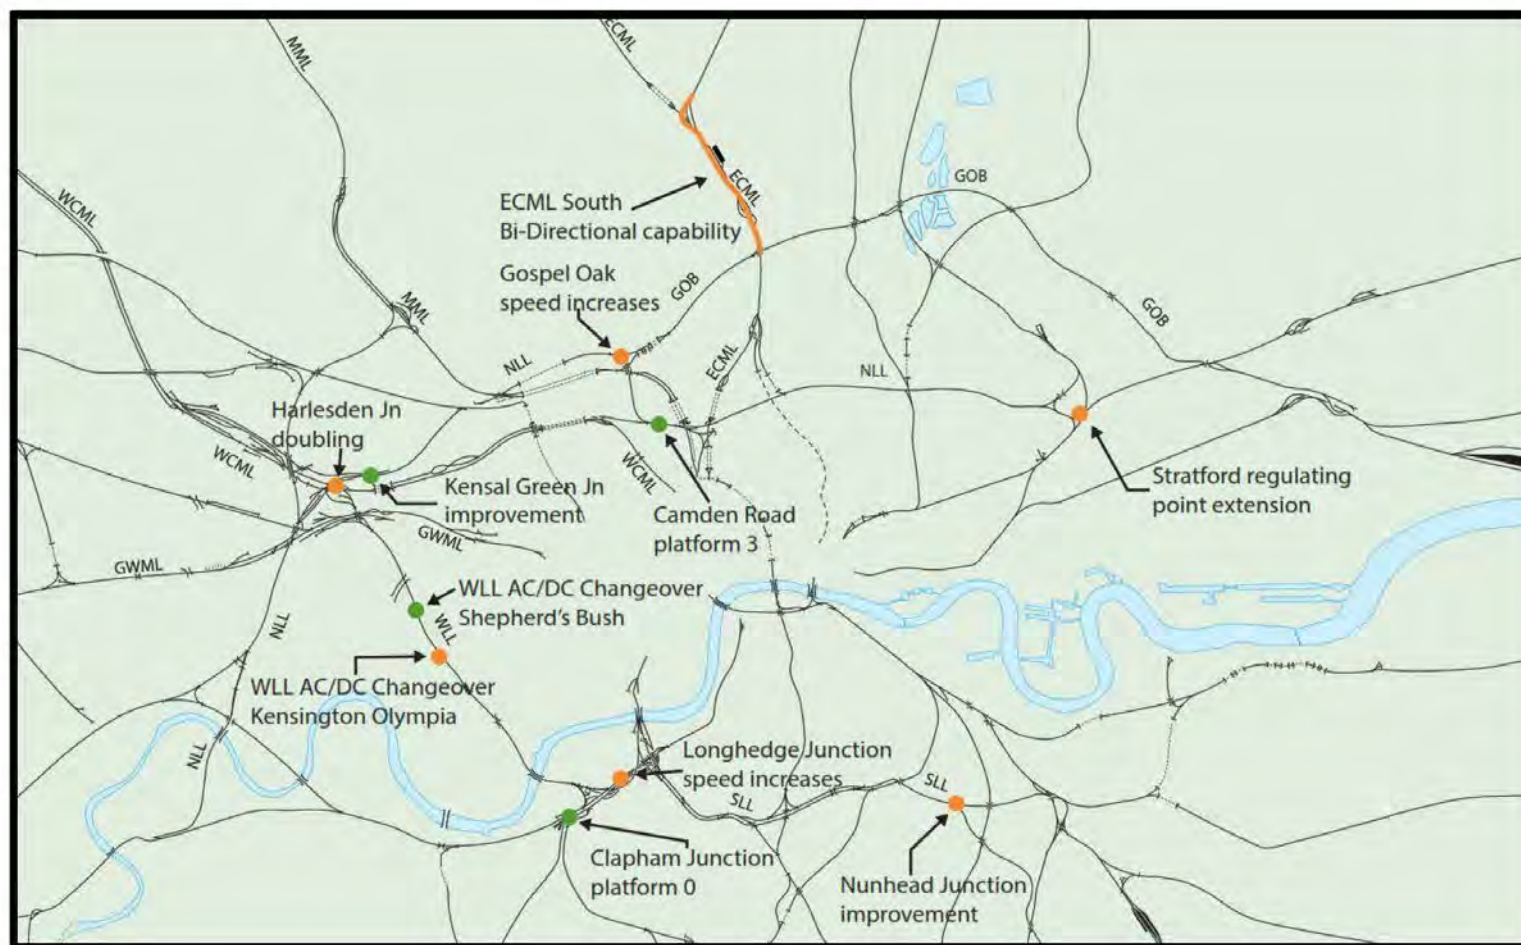 ECML
MML
WCML
ECML
GOB
ECML South
Bi-Directional capability
Gospel Oak
speed increases
GOB
MML
GOB
NLL
ECML
NLL
Harlesden Jn
doubling
WCML
WCML
Kensal Green Jn
improvement
Camden Road
platform 3
Stratford regulating
point extension
GWML
GWML
WLL AC/DC Changeover
Shepherd's Bush
NLL
WLL
WLL AC/DC Changeover
Kensington Olympia
NLL
Longhedge Junction
speed increases
SLL
SLL
Clapham Junction
platform 0
Nunhead Junction
improvement